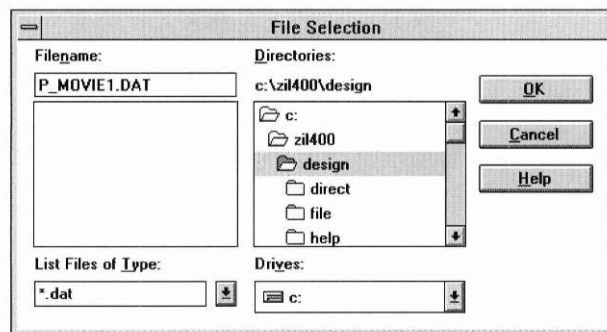 File Selection
Filename:
P_MOVIE1.DAT
List Files of Type:
*.dat
Directories:
c:\zil400\design
c:
zil400
design
direct
file
help
Drives:
c:
OK
Cancel
Help